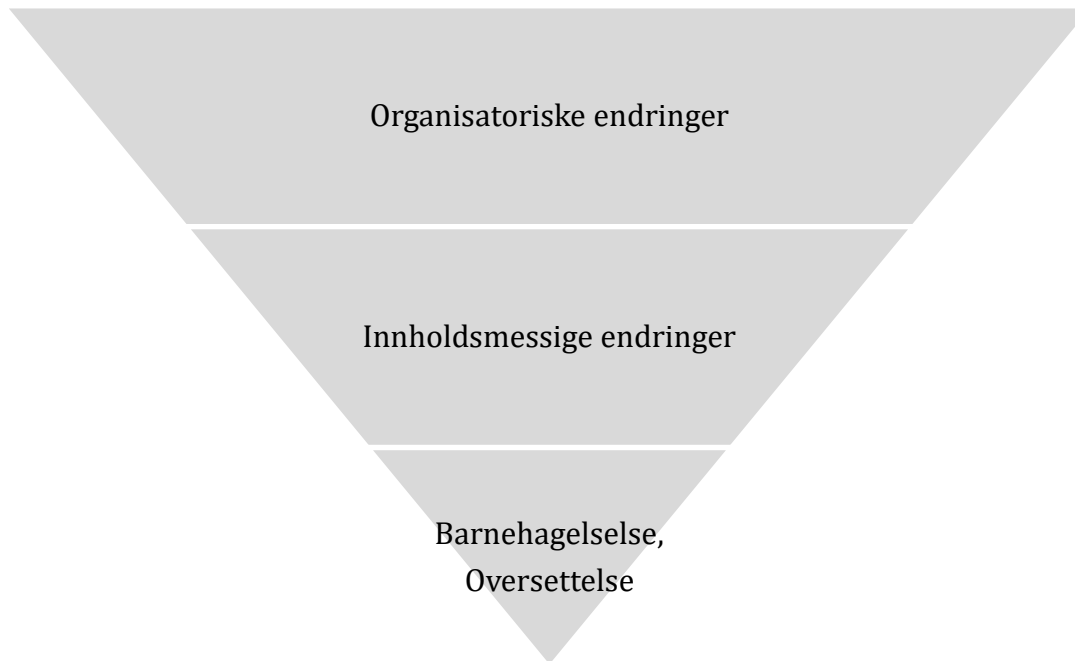 Organisatoriske endringer
Innholdsmessige endringer
Barnehagelselse,
Oversettelse